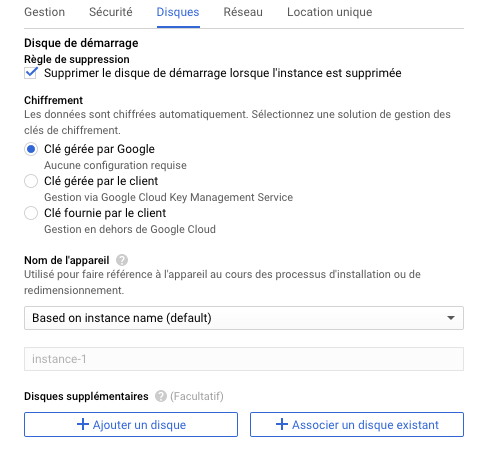 Gestion Sécurité Disques Réseau Location unique
Disque de démarrage
Règle de suppression
Supprimer le disque de démarrage lorsque l'instance est supprimée
Chiffrement
Les données sont chiffrées automatiquement. Sélectionnez une solution de gestion des
clés de chiffrement.
Clé gérée par Google
Aucune configuration requise
Clé gérée par le client
Gestion via Google Cloud Key Management Service
Clé fournie par le client
Gestion en dehors de Google Cloud
Nom de l'appareil ?
Utilisé pour faire référence à l'appareil au cours des processus d'installation ou de
redimensionnement.
Based on instance name (default)
instance-1
Disques supplémentaires ? (Facultatif)
+ Ajouter un disque + Associer un disque existant